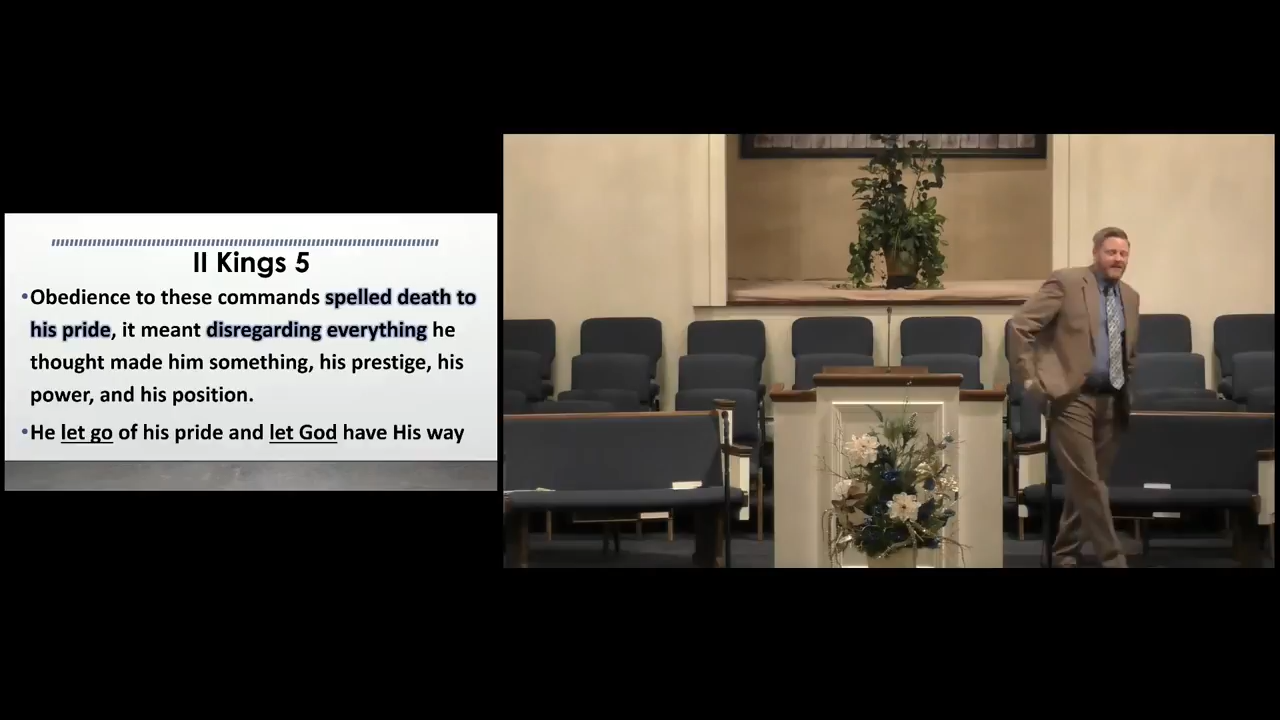 II Kings 5
•Obedience to these commands spelled death to
his pride, it meant disregarding everything he
thought made him something, his prestige, his
power, and his position.
•He let go of his pride and let God have His way